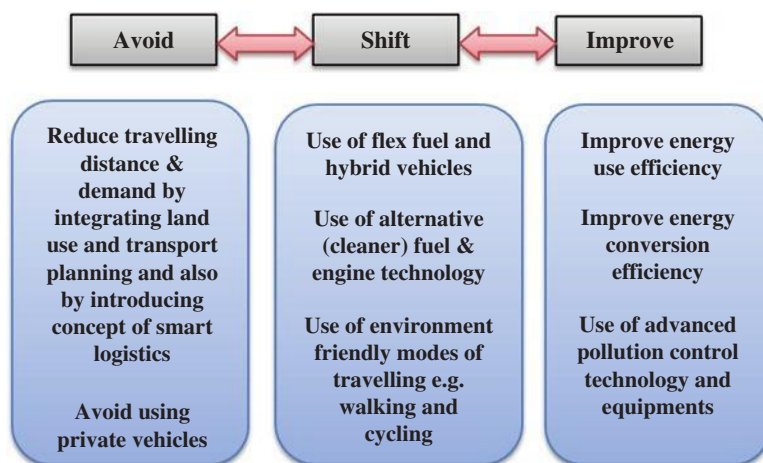 Avoid
Shift
Improve
Reduce travelling
distance &
demand by
integrating land
use and transport
planning and also
by introducing
concept of smart
logistics
Avoid using
private vehicles
Use of flex fuel and
hybrid vehicles
Use of alternative
(cleaner) fuel &
engine technology
Use of environment
friendly modes of
travelling e.g.
walking and
cycling
Improve energy
use efficiency
Improve energy
conversion
efficiency
Use of advanced
pollution control
technology and
equipments